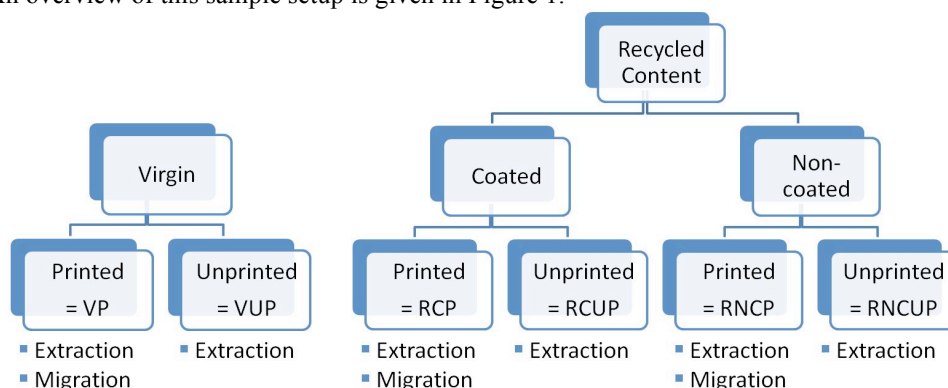 overview of this sample setup is given in Figure 1.
Recycled
Content
Virgin
Coated
Non-
coated
Printed
= VP
Unprinted
= VUP
Printed
= RCP
Unprinted
= RCUP
Printed
= RNCP
Unprinted
= RNCUP
▪ Extraction
▪ Migration
▪ Extraction
▪ Extraction
▪ Migration
▪ Extraction
▪ Extraction
▪ Migration
▪ Extraction